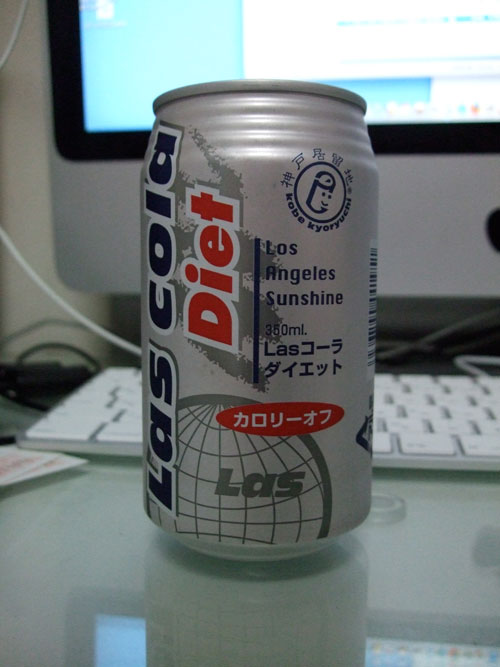 Las cola
Diet
神戸居留地
kobe kyoryuchi
Los
Angeles
Sunshine
350ml.
Lasコーラ
ダイエット
カロリーオフ
Las